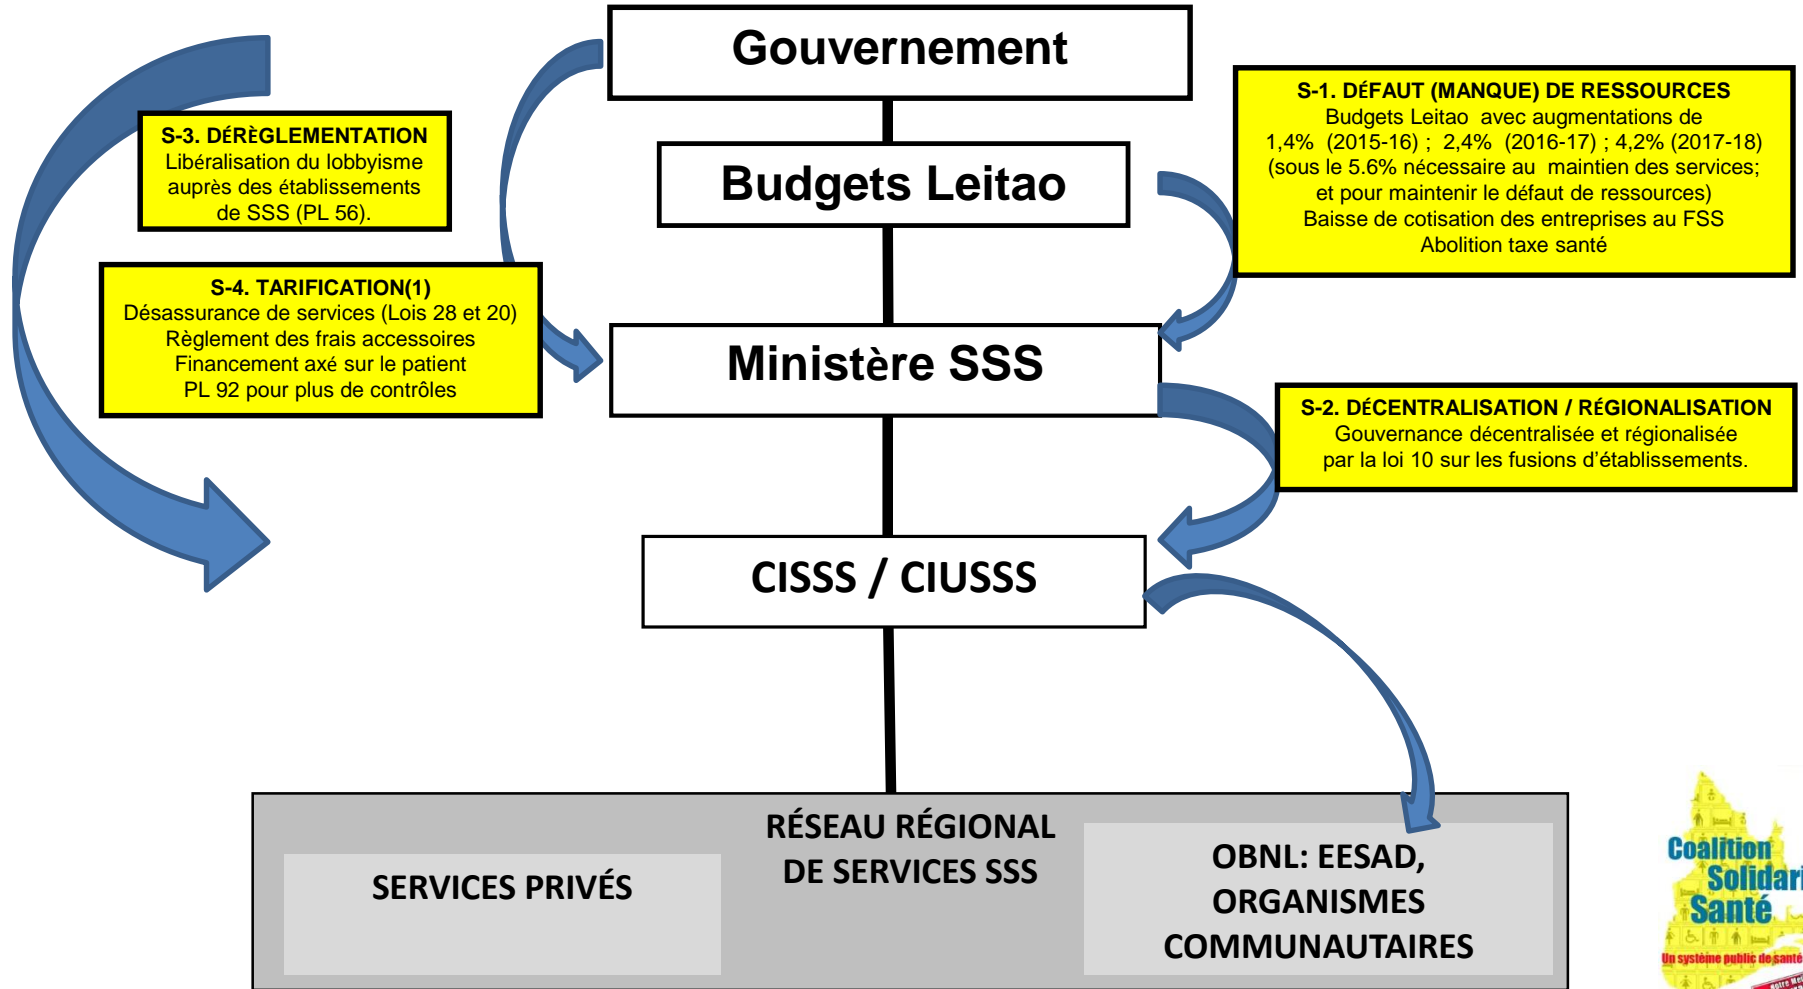 Gouvernement
S-1. DÉFAUT (MANQUE) DE RESSOURCES
Budgets Leitao avec augmentations de
1,4% (2015-16) ; 2,4% (2016-17) ; 4,2% (2017-18)
(sous le 5.6% nécessaire au maintien des services;
et pour maintenir le défaut de ressources)
Baisse de cotisation des entreprises au FSS
Abolition taxe santé
S-3. DÉRÈGLEMENTATION
Libéralisation du lobbyisme
auprès des établissements
de SSS (PL 56).
Budgets Leitao
S-4. TARIFICATION(1)
Désassurance de services (Lois 28 et 20)
Règlement des frais accessoires
Financement axé sur le patient
PL 92 pour plus de contrôles
Ministère SSS
S-2. DÉCENTRALISATION / RÉGIONALISATION
Gouvernance décentralisée et régionalisée
par la loi 10 sur les fusions d'établissements.
CISSS / CIUSSS
RÉSEAU RÉGIONAL
DE SERVICES SSS
SERVICES PRIVÉS
OBNL: EESAD,
ORGANISMES
COMMUNAUTAIRES
Coalition
Solidari
Santé
Un système public de santé